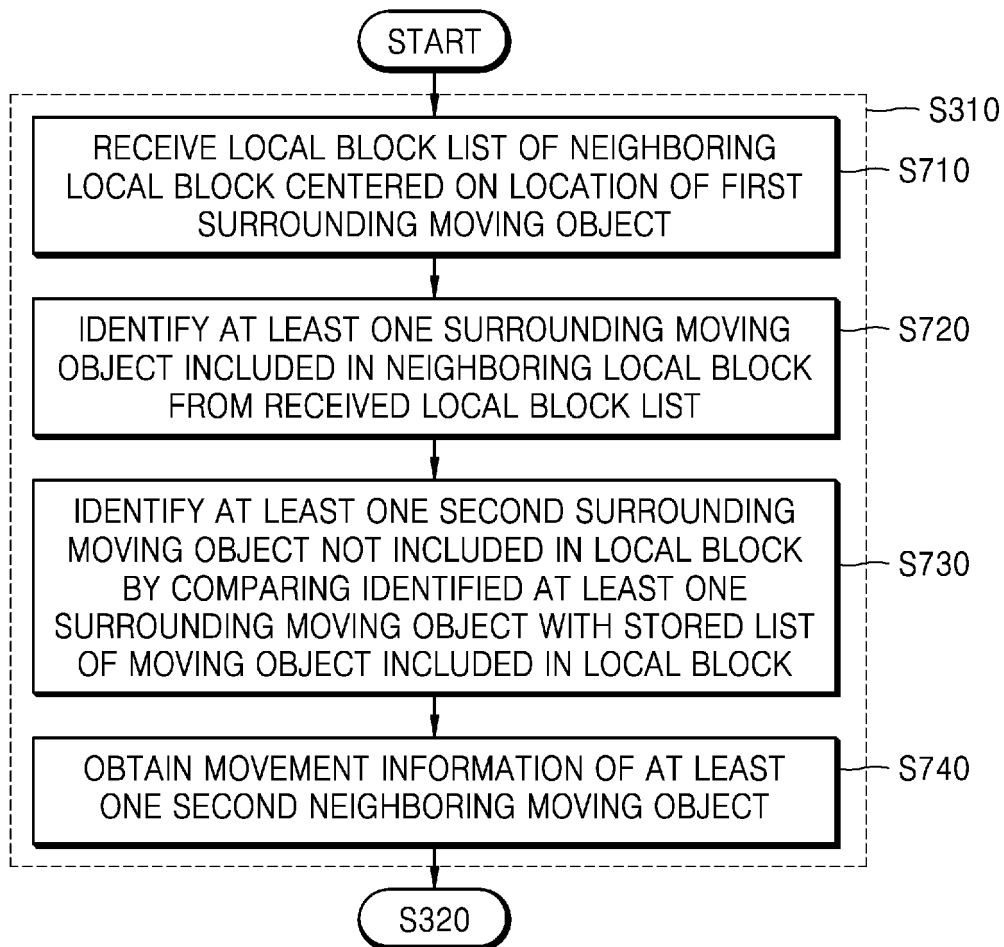 START
S310
RECEIVE LOCAL BLOCK LIST OF NEIGHBORING
LOCAL BLOCK CENTERED ON LOCATION OF FIRST
SURROUNDING MOVING OBJECT
S710
IDENTIFY AT LEAST ONE SURROUNDING MOVING
OBJECT INCLUDED IN NEIGHBORING LOCAL BLOCK
FROM RECEIVED LOCAL BLOCK LIST
S720
IDENTIFY AT LEAST ONE SECOND SURROUNDING
MOVING OBJECT NOT INCLUDED IN LOCAL BLOCK
BY COMPARING IDENTIFIED AT LEAST ONE
SURROUNDING MOVING OBJECT WITH STORED LIST
OF MOVING OBJECT INCLUDED IN LOCAL BLOCK
S730
OBTAIN MOVEMENT INFORMATION OF AT LEAST
ONE SECOND NEIGHBORING MOVING OBJECT
S740
S320